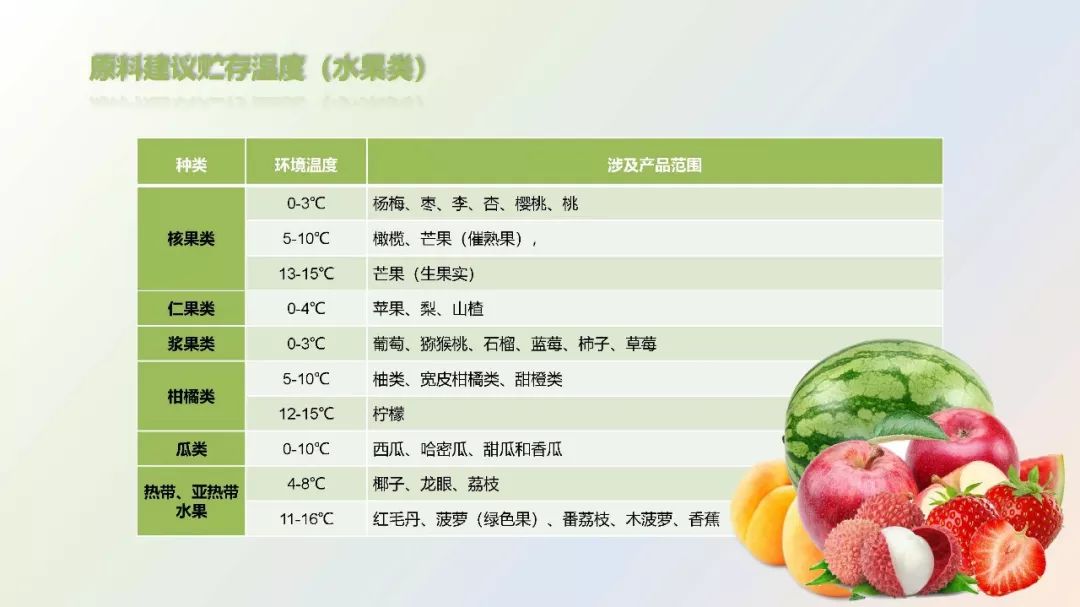 原料建议贮存温度（水果类）
种类 环境温度 涉及产品范围
核果类 0-3℃ 杨梅、枣、李、杏、樱桃、桃
5-10℃ 橄榄、芒果（催熟果），
13-15℃ 芒果（生果实）
仁果类 0-4℃ 苹果、梨、山楂
浆果类 0-3℃ 葡萄、猕猴桃、石榴、蓝莓、柿子、草莓
柑橘类 5-10℃ 柚类、宽皮柑橘类、甜橙类
12-15℃ 柠檬
瓜类 0-10℃ 西瓜、哈密瓜、甜瓜和香瓜
热带、亚热带
水果 4-8℃ 椰子、龙眼、荔枝
11-16℃ 红毛丹、菠萝（绿色果）、番荔枝、木菠萝、香蕉